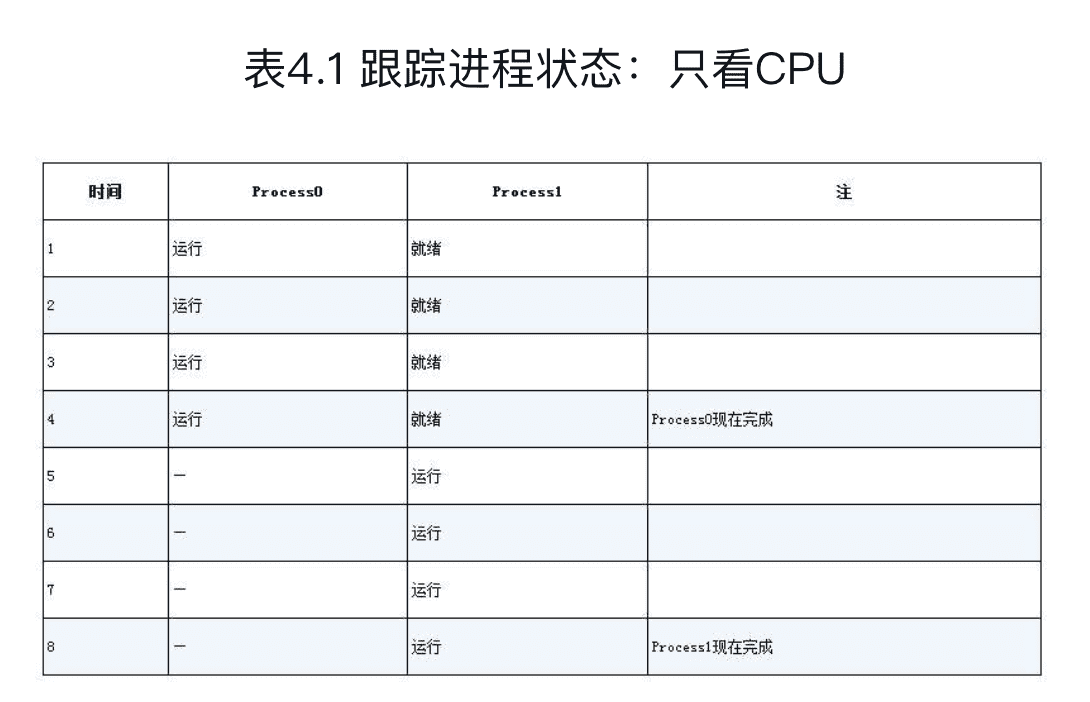 表4.1 跟踪进程状态：只看CPU
时间 Process0 Process1 注
1 运行 就绪
2 运行 就绪
3 运行 就绪
4 运行 就绪 Process0现在完成
5 — 运行
6 — 运行
7 — 运行
8 — 运行 Process1现在完成